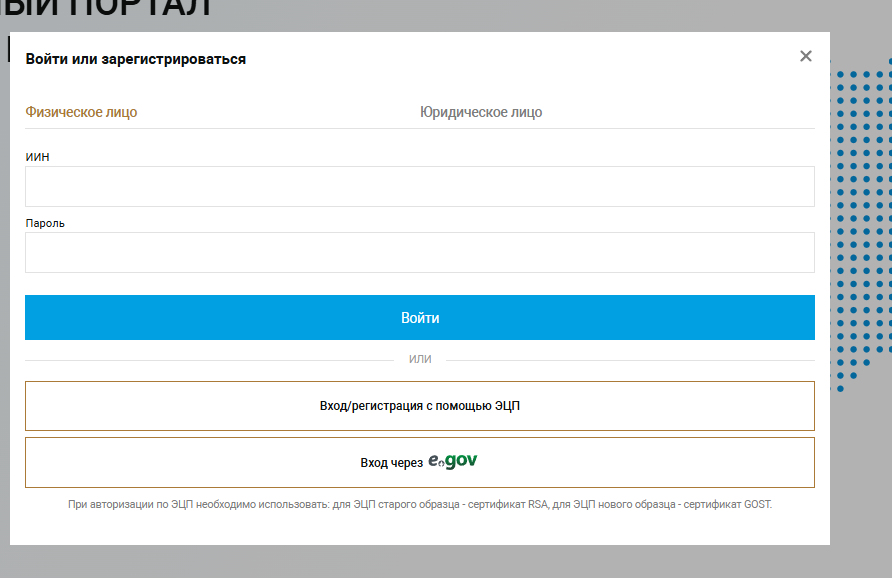 ЫЙ ПОРТАЛ
Войти или зарегистрироваться
Физическое лицо
Юридическое лицо
ИИН
Пароль
Войти
ИЛИ
Вход/регистрация с помощью ЭЦП
Вход через e.gov
При авторизации по ЭЦП необходимо использовать: для ЭЦП старого образца - сертификат RSA, для ЭЦП нового образца - сертификат GOST.